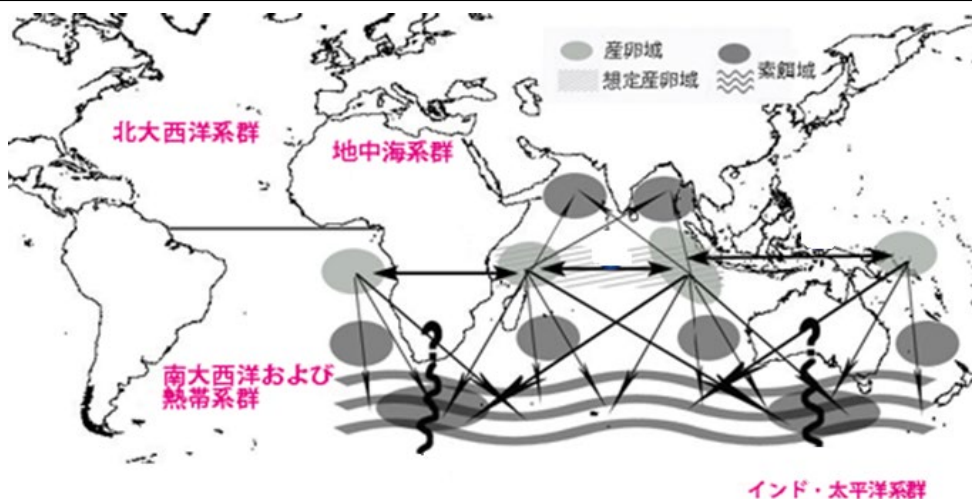 産卵域
想定産卵域
索餌域
北大西洋系群
地中海系群
南大西洋および
熱帯系群
インド・太平洋系群